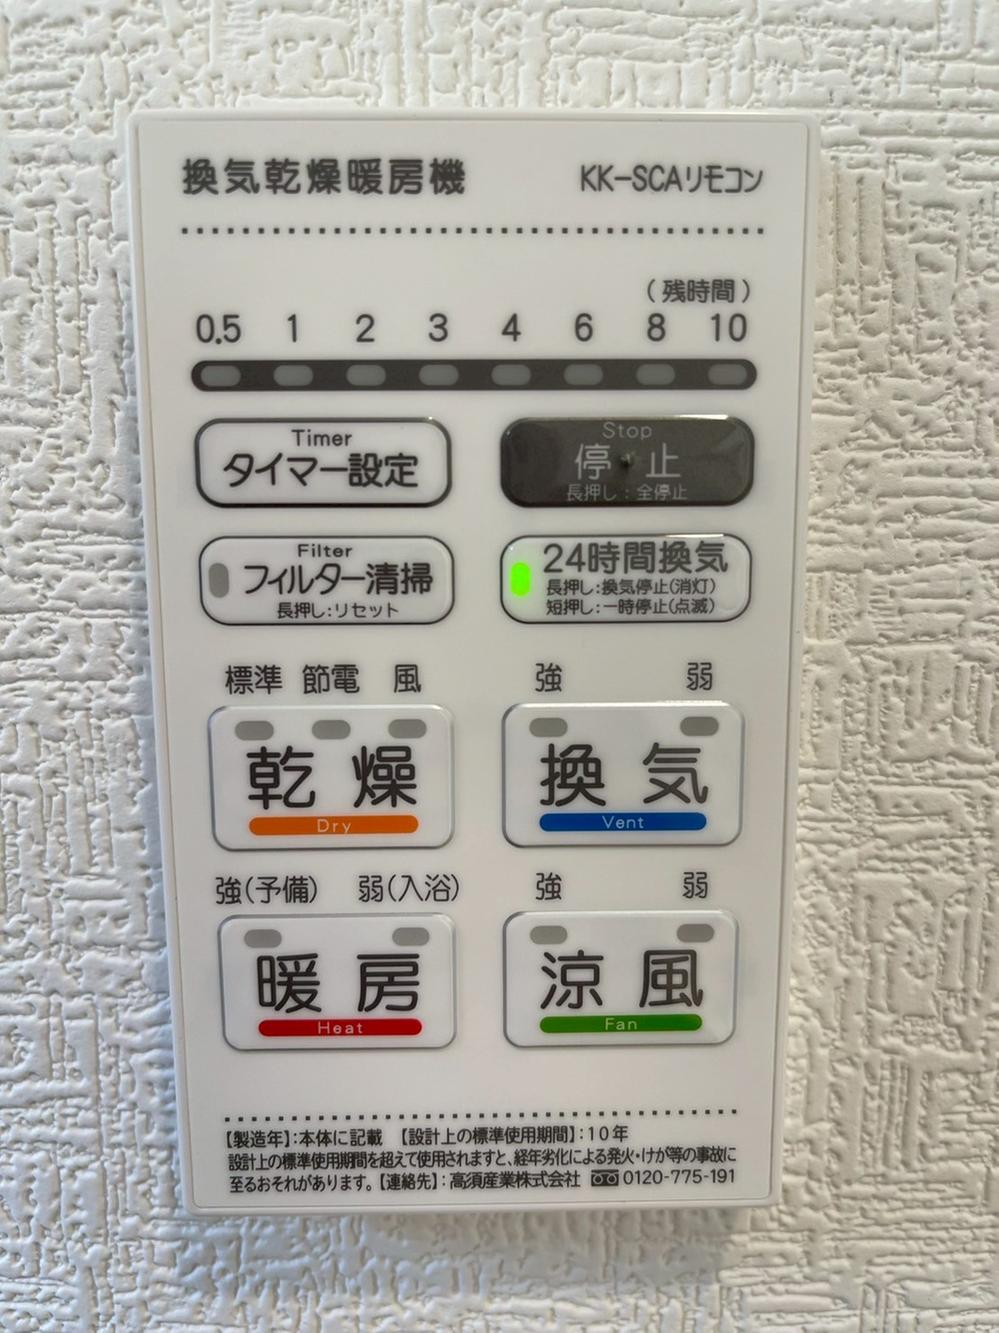 換気乾燥暖房機 KK-SCAリモコン
(残時間)
0.5 1 2 3 4 6 8 10
Timer
タイマー設定
Stop
停・止
長押し:全停止
Filter
フィルター清掃
長押し:リセット
24時間換気
長押し:換気停止(消灯)
短押し:一時停止(点滅)
標準 節電 風
乾燥
Dry
強 弱
換気
Vent
強(予備) 弱(入浴)
暖房
Heat
強 弱
涼風
Fan
【製造年】:本体に記載 【設計上の標準使用期間】:10年
設計上の標準使用期間を超えて使用されますと、経年劣化による発火・けが等の事故に
至るおそれがあります。【連絡先】:高須産業株式会社 0120-775-191